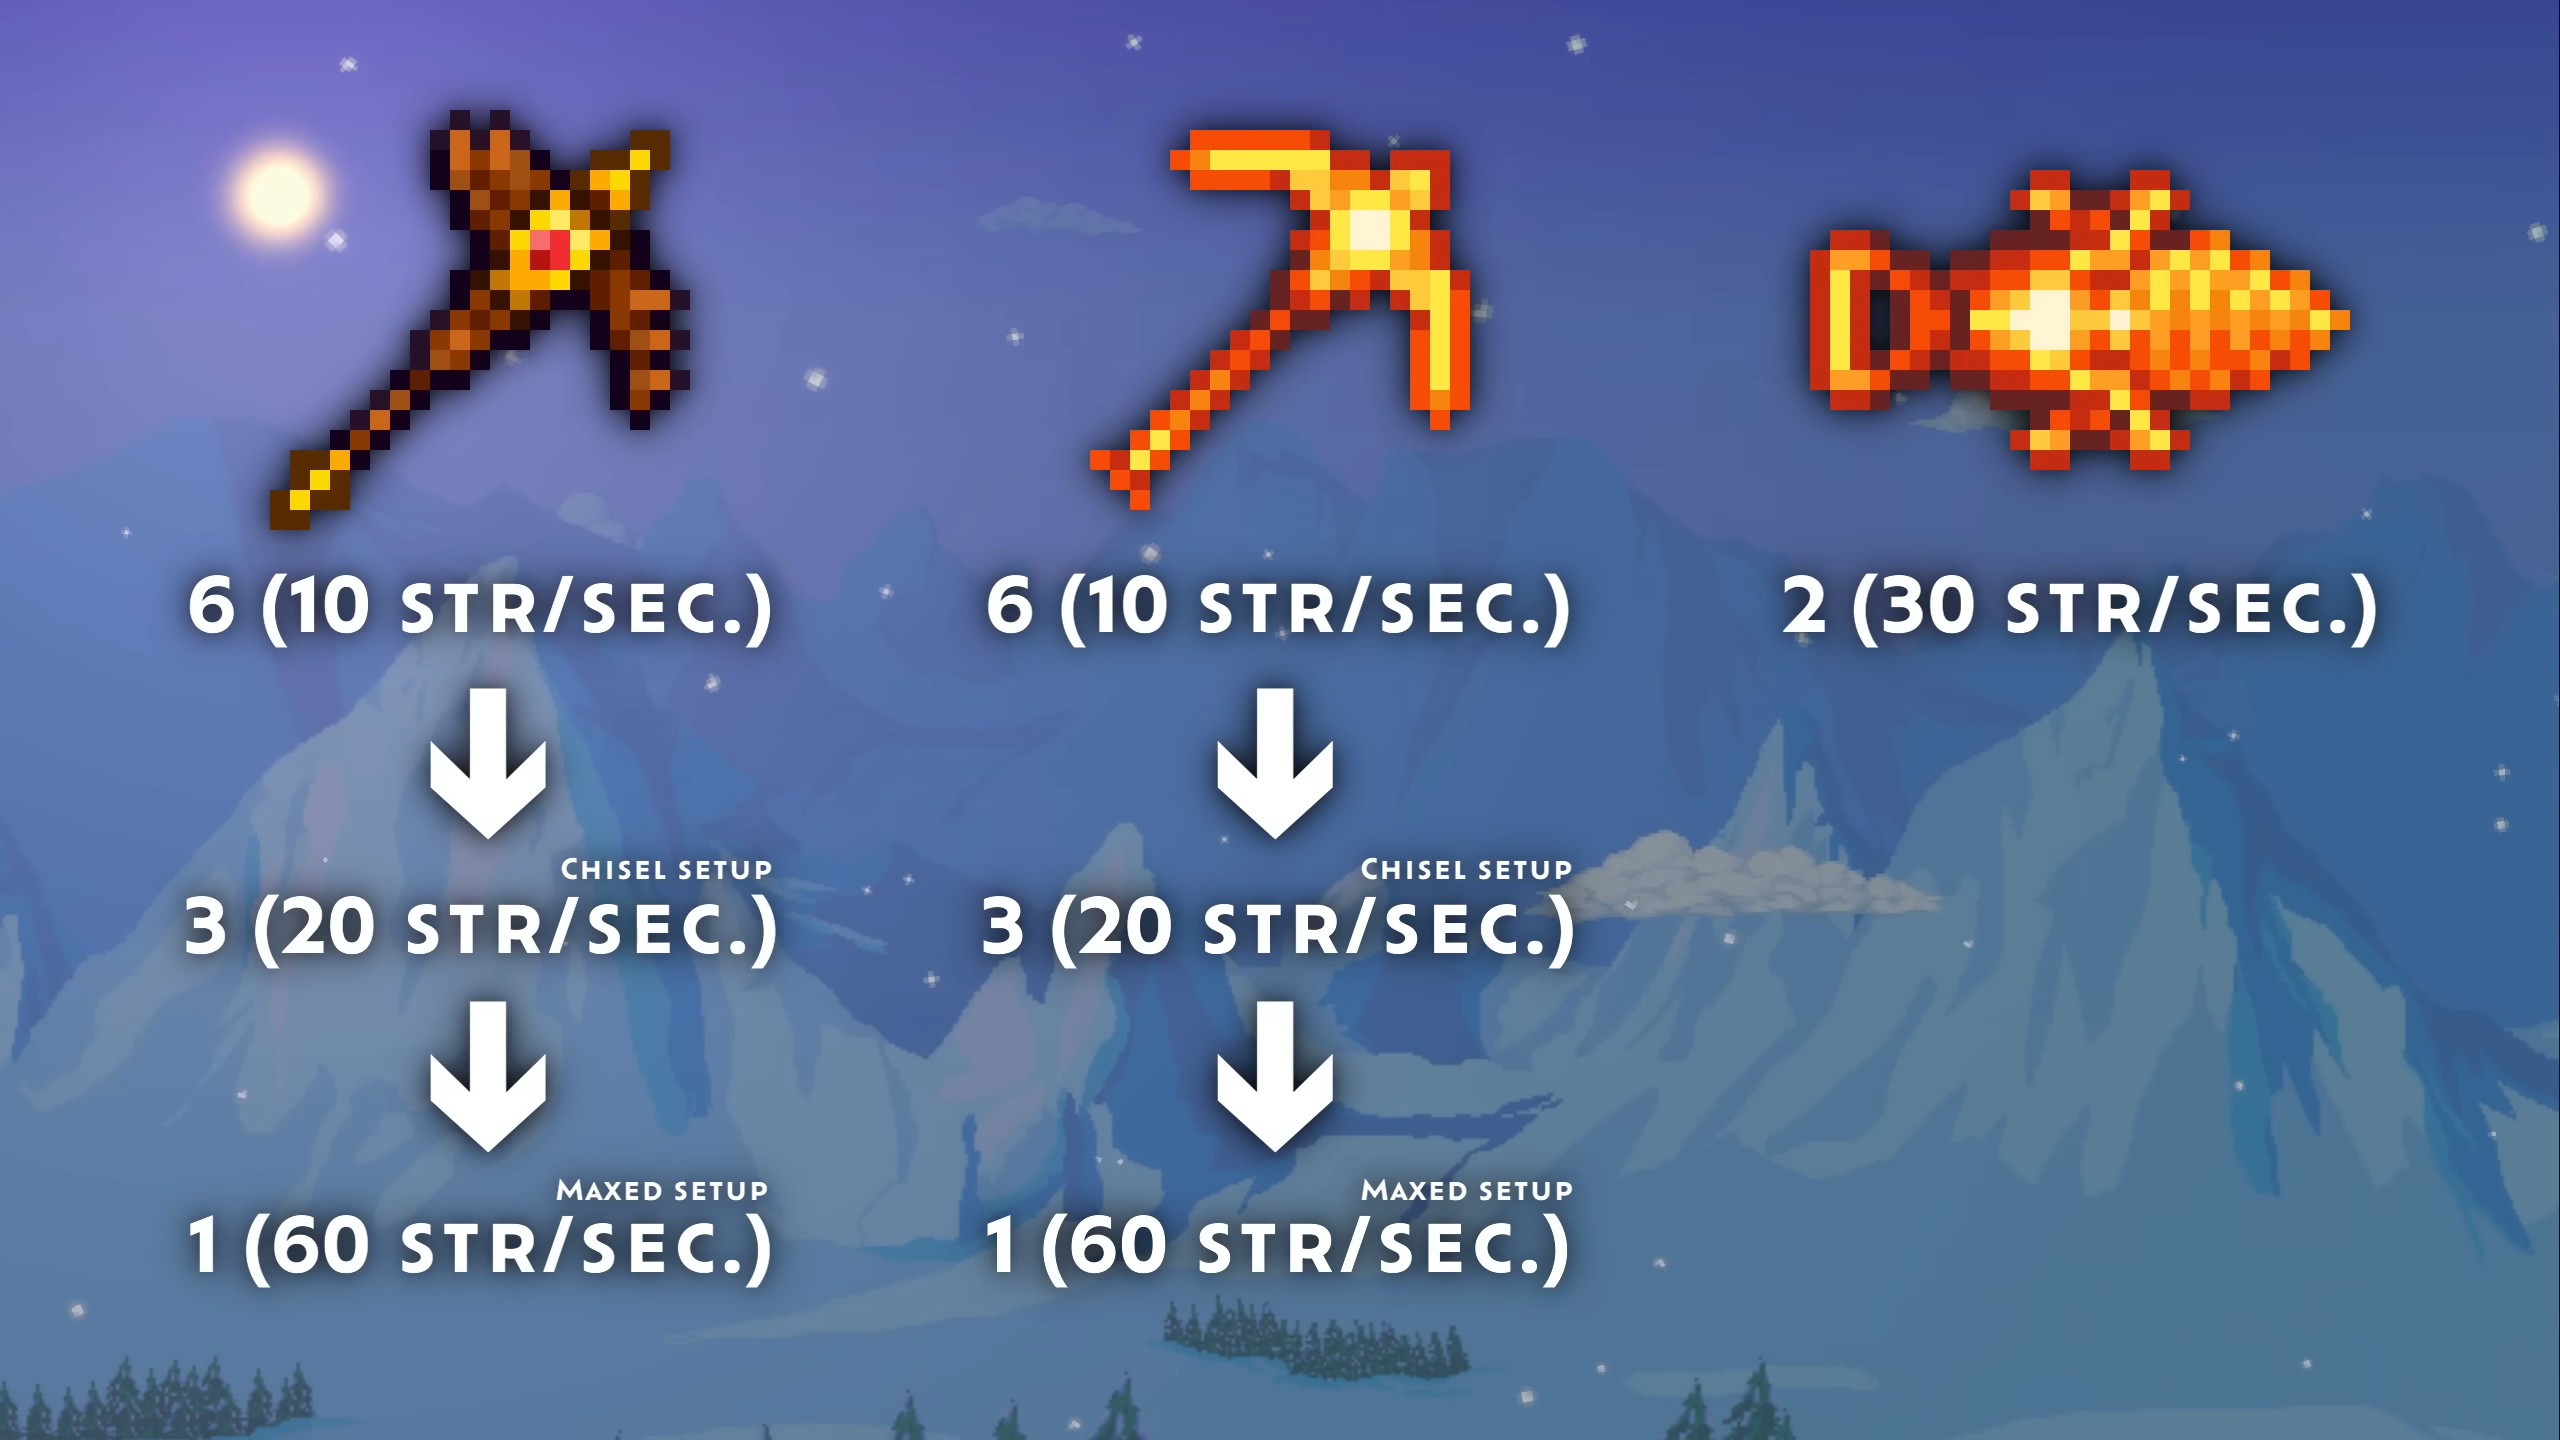 6 (10 STR/SEC.)
6 (10 STR/SEC.)
2 (30 STR/SEC.)
CHISEL SETUP
3 (20 STR/SEC.)
CHISEL SETUP
3 (20 STR/SEC.)
MAXED SETUP
1 (60 STR/SEC.)
MAXED SETUP
1 (60 STR/SEC.)